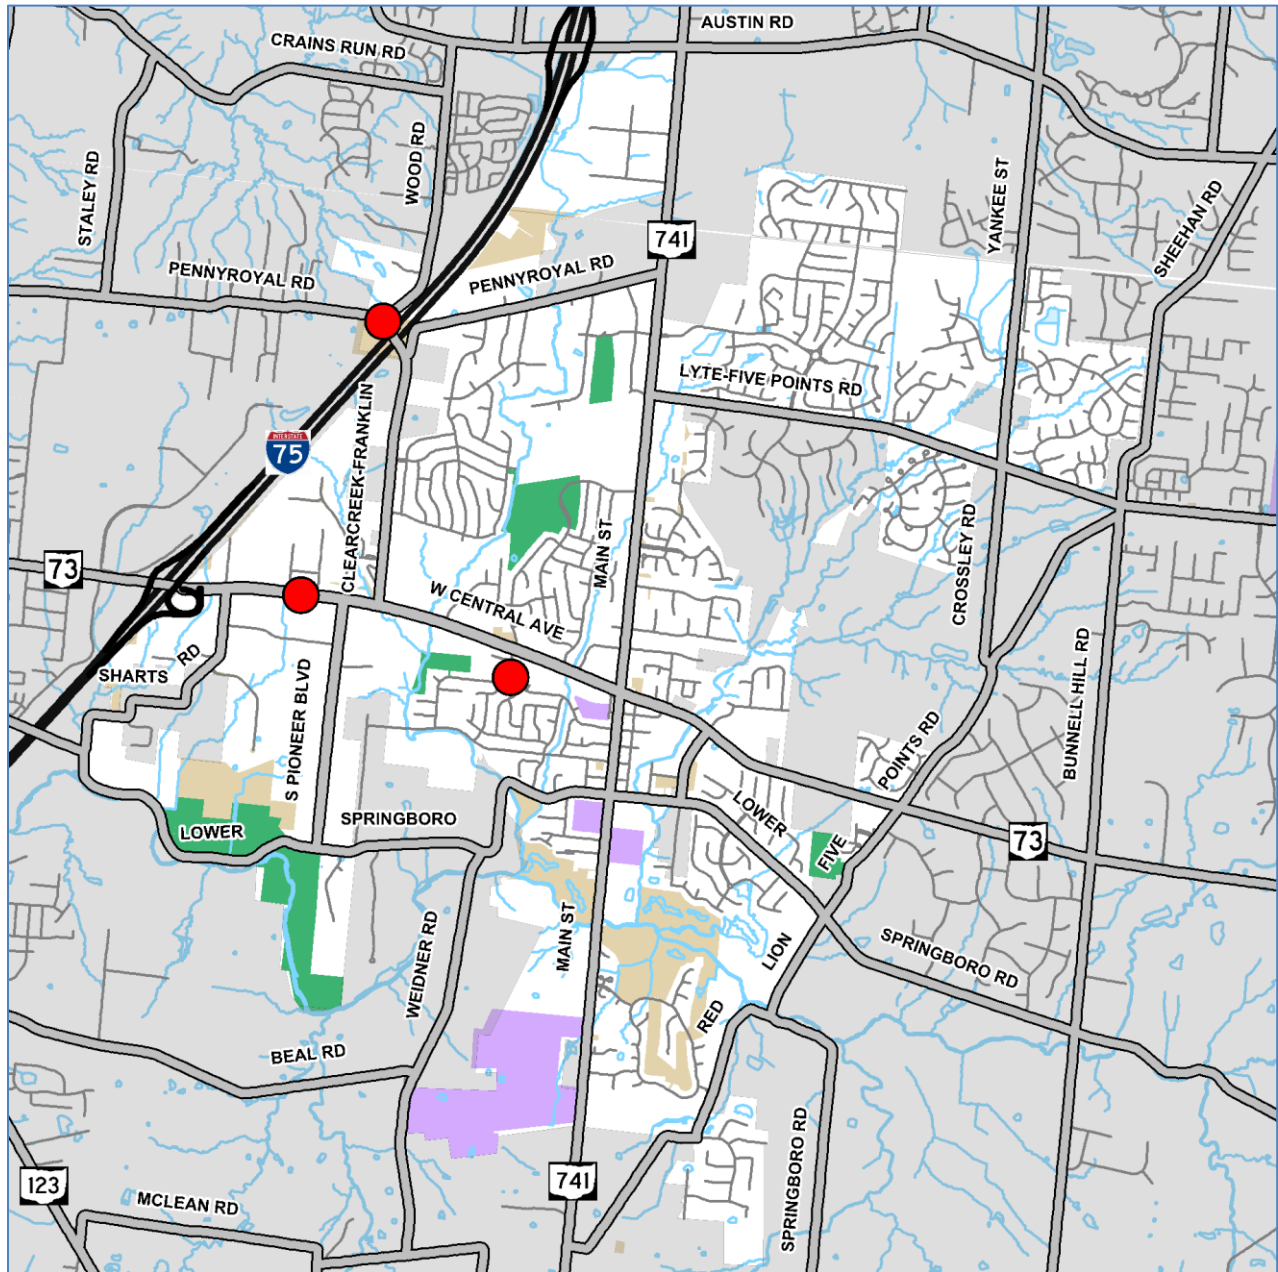 AUSTIN RD
CRAINS RUN RD
WOOD RD
STALEY RD
YANKEE ST
SHEEHAN RD
741
PENNYROYAL RD
PENNYROYAL RD
LYTE-FIVE POINTS RD
CLEARCREEK-FRANKLIN
INTERSTATE
75
MAIN ST
CROSSLEY RD
73
W CENTRAL AVE
SHARTS RD
S PIONEER BLVD
BUNNELL HILL RD
POINTS RD
LOWER
SPRINGBORO
LOWER
FIVE
73
MAIN ST
WEIDNER RD
LION
SPRINGBORO RD
RED
BEAL RD
SPRINGBORO RD
741
123
MCLEAN RD